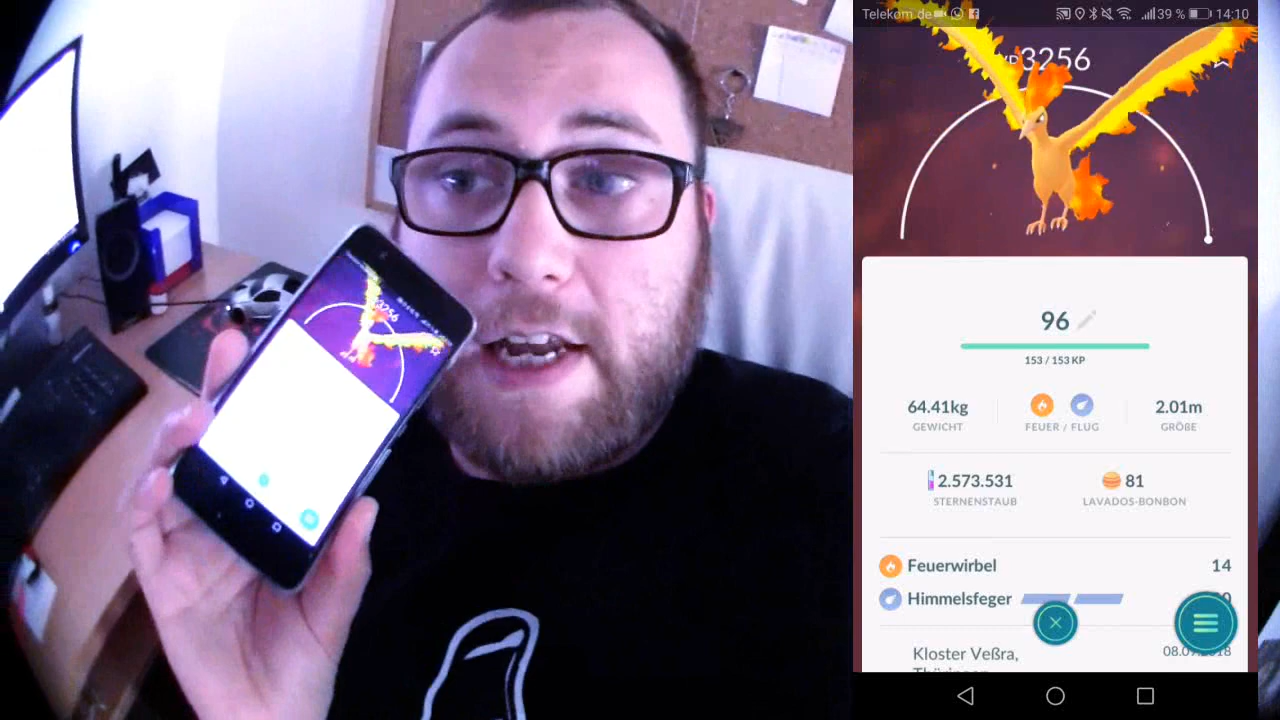 Telekom.de 39 % 14:10
3256
96
153 / 153 KP
64.41kg 2.01m
GEWICHT FEUER / FLUG GRÖSSE
2.573.531 81
STERNENSTAUB LAVADOS-BONBON
Feuerwirbel 14
Himmelsfeger
Kloster Veßra,
3256